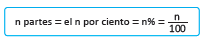 n partes = el n por ciento = n% = n/100